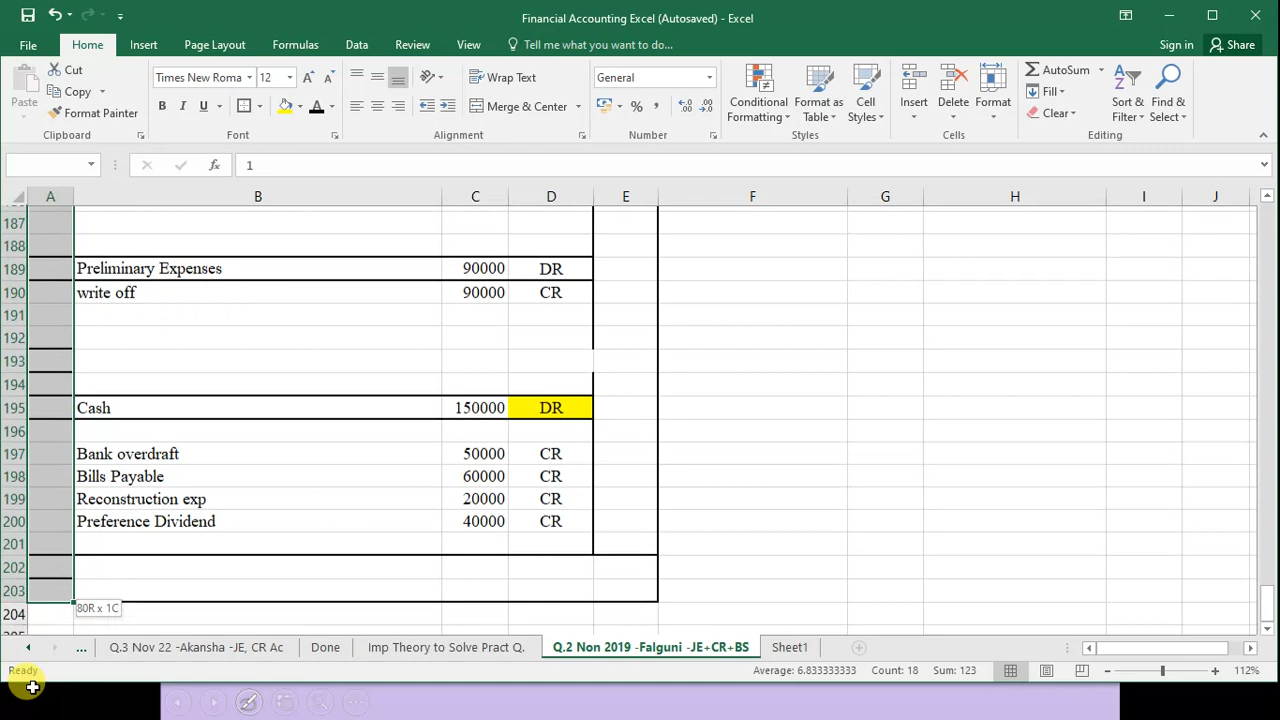 Financial Accounting Excel (Autosaved) - Excel
File Home Insert Page Layout Formulas Data Review View Tell me what you want to do... Sign in Share
Paste Cut Copy Format Painter
Clipboard
Times New Roma 12
B I U A
Font
Wrap Text
Merge & Center
Alignment
General
% ,
Number
Conditional Formatting Format as Table Cell Styles
Styles
Insert Delete Format
Cells
AutoSum Fill Clear Sort & Filter Find & Select
Editing
fx 1
A B C D E F G H I J
187
188
189 Preliminary Expenses 90000 DR
190 write off 90000 CR
191
192
193
194
195 Cash 150000 DR
196
197 Bank overdraft 50000 CR
198 Bills Payable 60000 CR
199 Reconstruction exp 20000 CR
200 Preference Dividend 40000 CR
201
202
203
80R x 1C
204
... Q.3 Nov 22 -Akansha -JE, CR Ac Done Imp Theory to Solve Pract Q. Q.2 Non 2019 -Falguni -JE+CR+BS Sheet1
Ready Average: 6.833333333 Count: 18 Sum: 123 112%